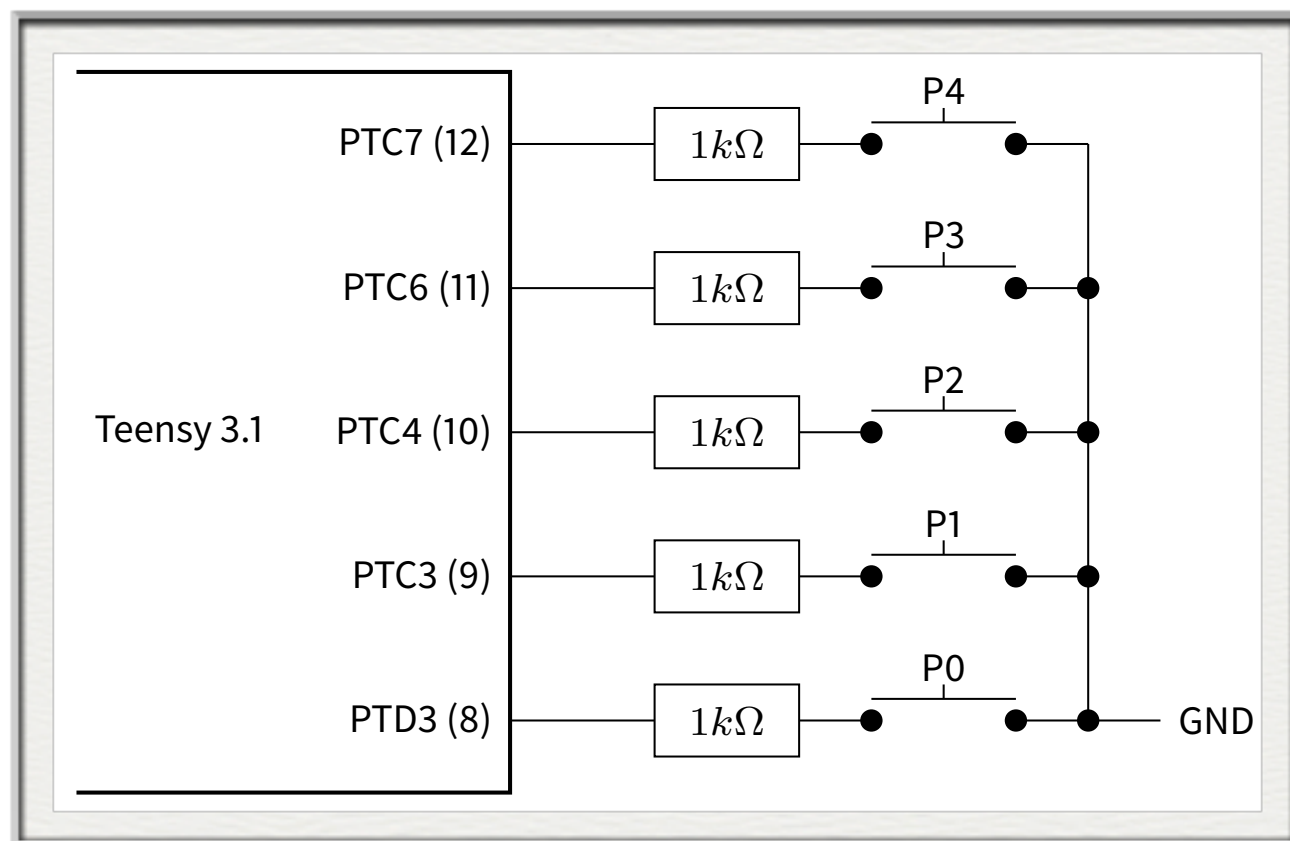 P4
PTC7 (12) 1kΩ
P3
PTC6 (11) 1kΩ
P2
Teensy 3.1 PTC4 (10) 1kΩ
P1
PTC3 (9) 1kΩ
P0
PTD3 (8) 1kΩ GND